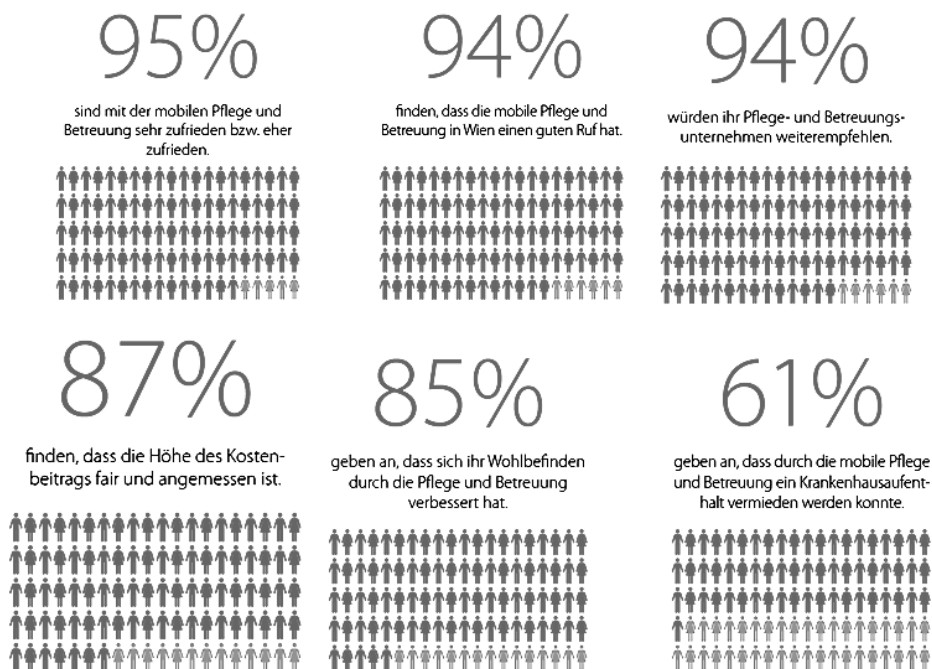 95%
sind mit der mobilen Pflege und
Betreuung sehr zufrieden bzw. eher
zufrieden.
94%
finden, dass die mobile Pflege und
Betreuung in Wien einen guten Ruf hat.
94%
würden ihr Pflege- und Betreuungs-
unternehmen weiterempfehlen.
87%
finden, dass die Höhe des Kosten-
beitrags fair und angemessen ist.
85%
geben an, dass sich ihr Wohlbefinden
durch die Pflege und Betreuung
verbessert hat.
61%
geben an, dass durch die mobile Pflege
und Betreuung ein Krankenhausaufent-
halt vermieden werden konnte.